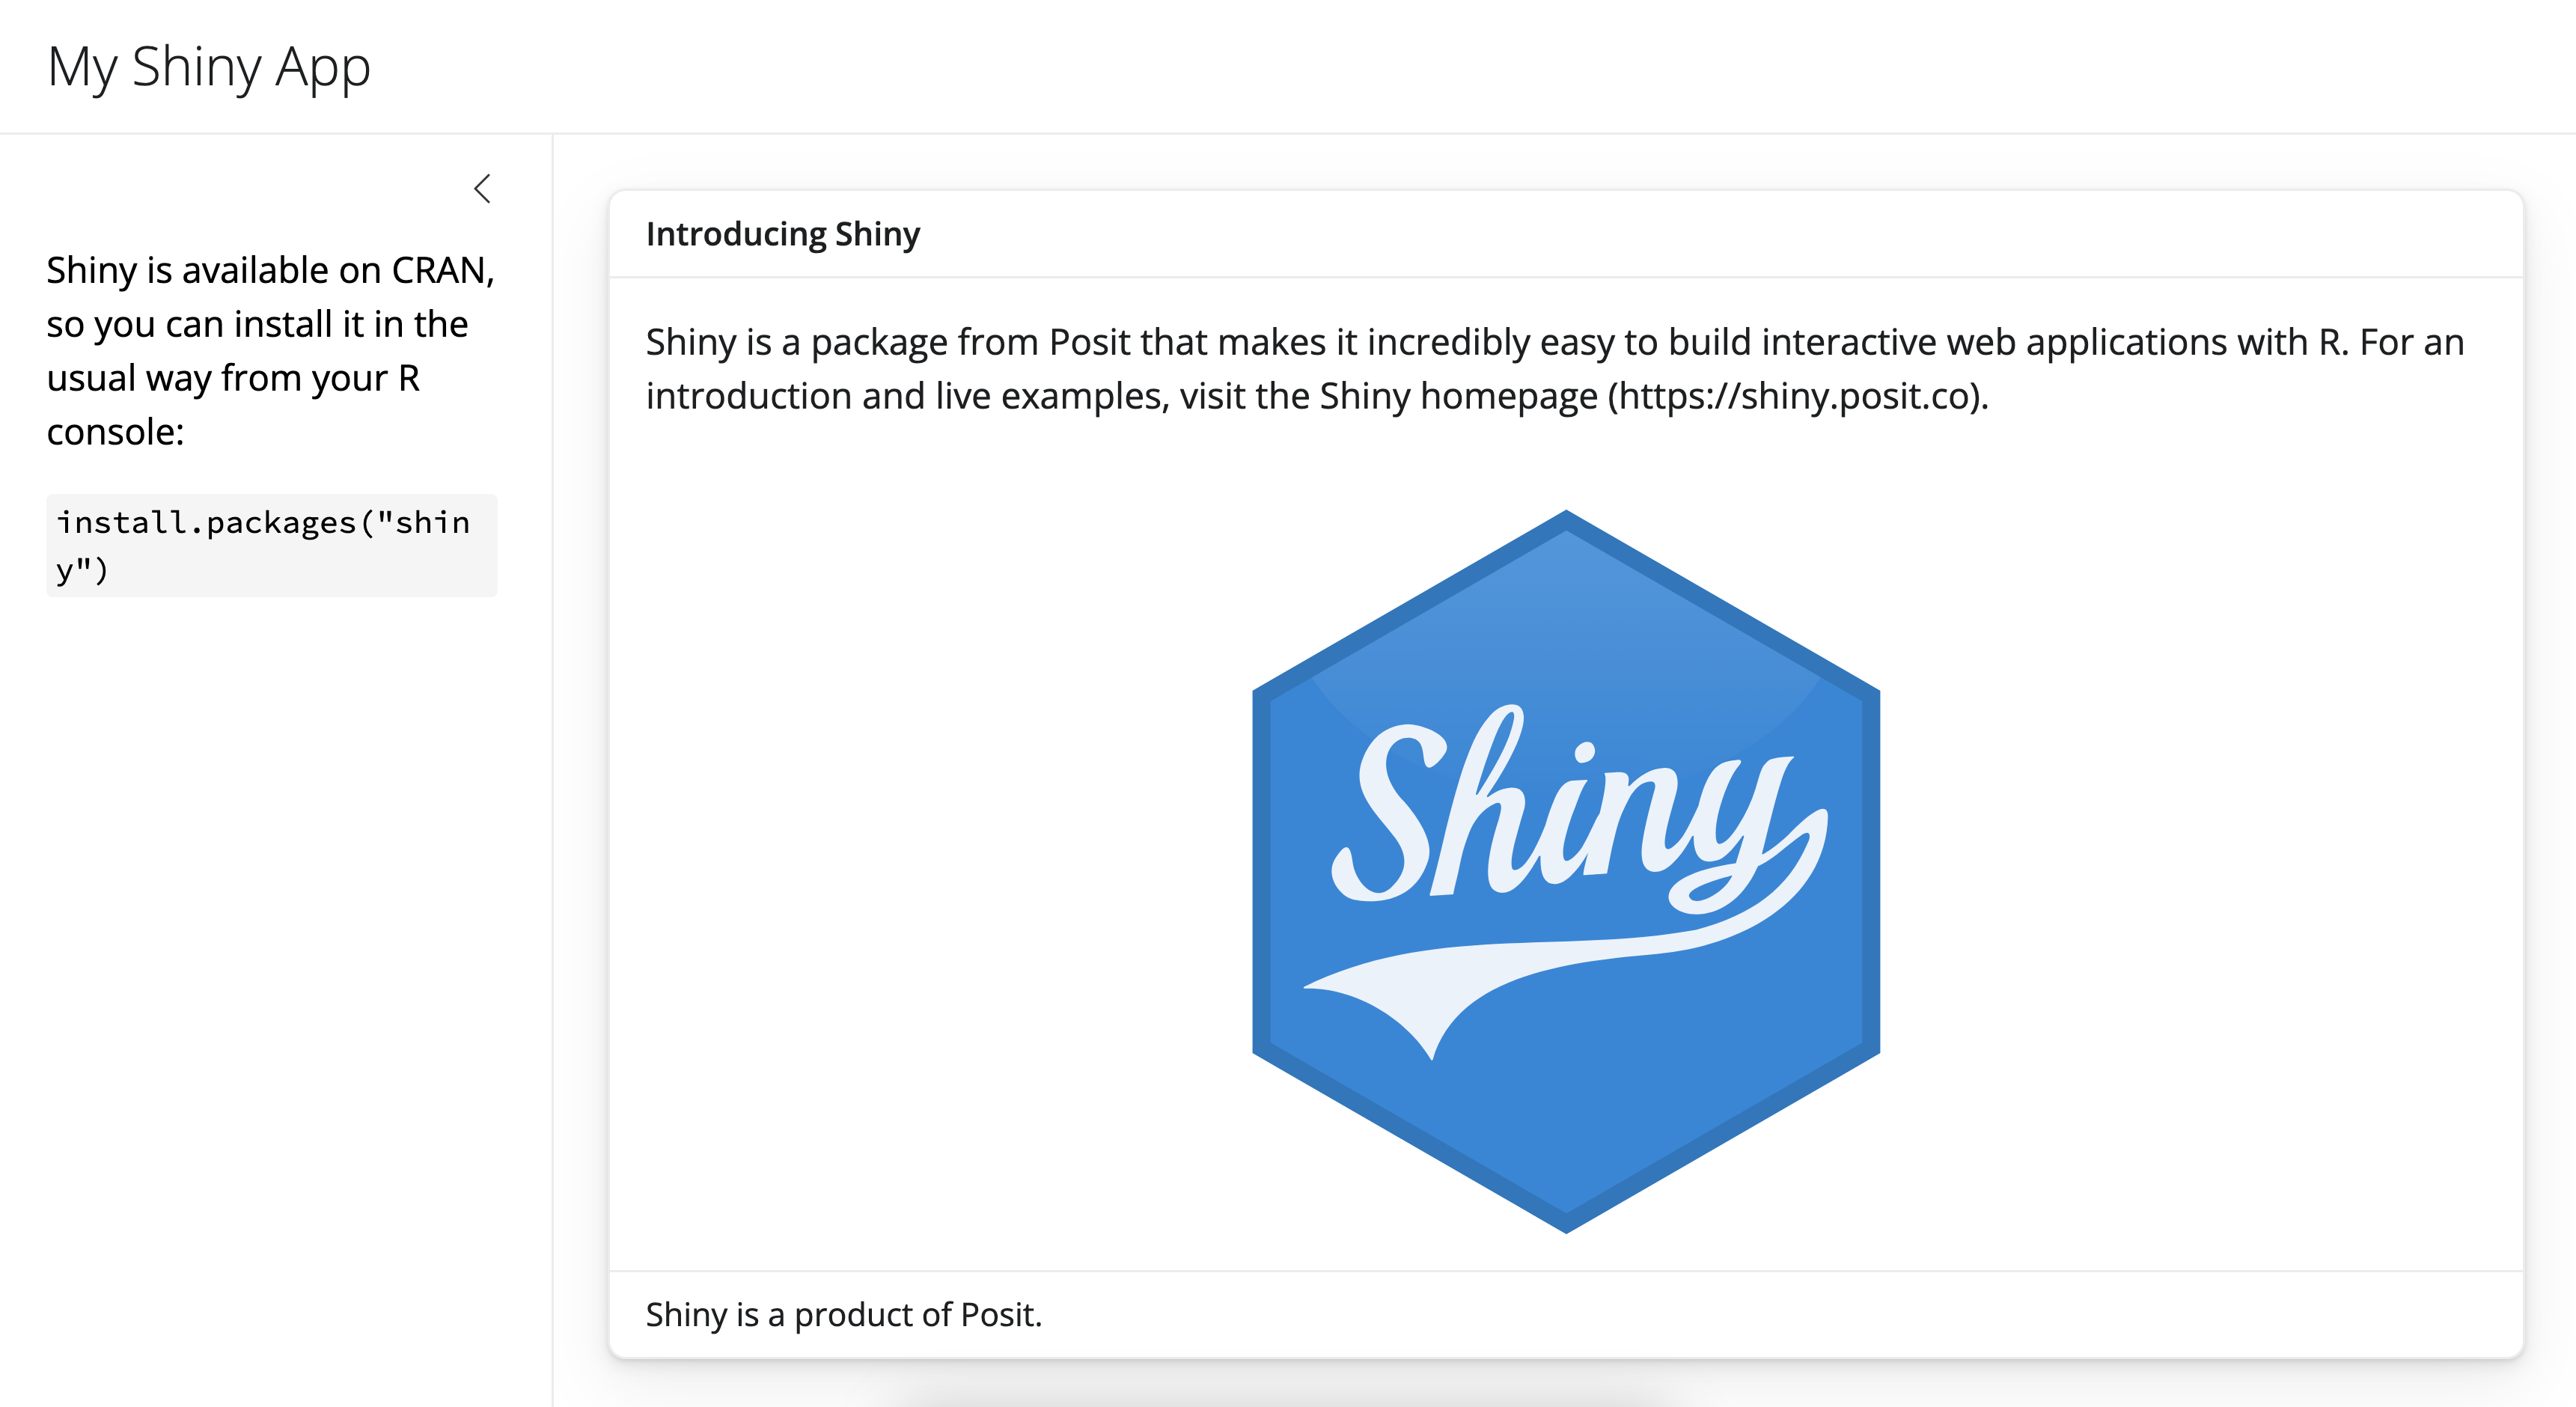 My Shiny App
Shiny is available on CRAN,
so you can install it in the
usual way from your R
console:
install.packages("shin
y")
Introducing Shiny
Shiny is a package from Posit that makes it incredibly easy to build interactive web applications with R. For an
introduction and live examples, visit the Shiny homepage (https://shiny.posit.co).
Shiny
Shiny is a product of Posit.